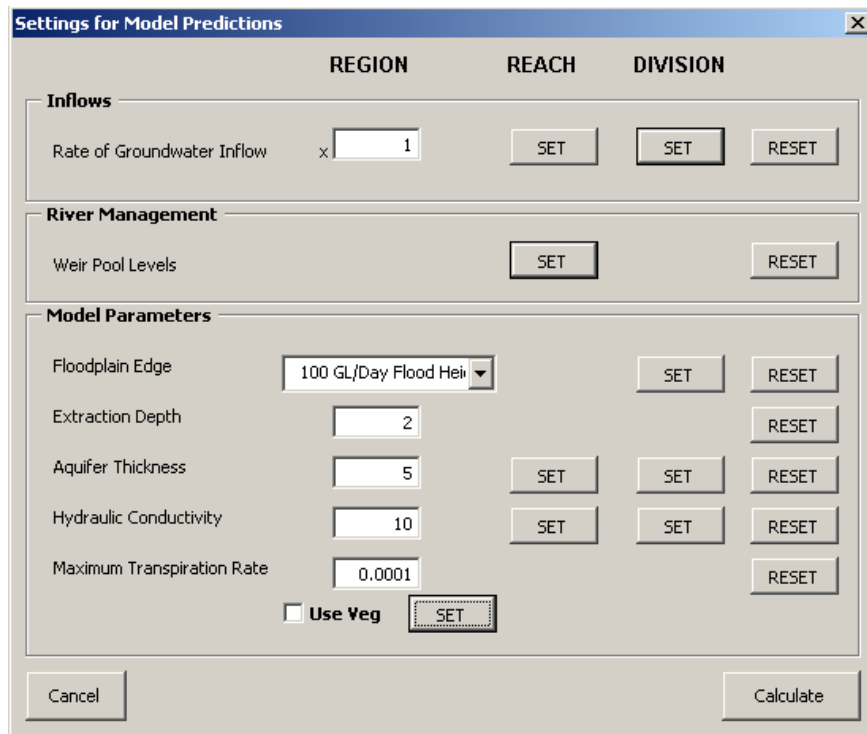 Settings for Model Predictions
REGION REACH DIVISION
Inflows
Rate of Groundwater Inflow x 1 SET SET RESET
River Management
Weir Pool Levels SET RESET
Model Parameters
Floodplain Edge 100 GL/Day Flood Hei SET RESET
Extraction Depth 2 RESET
Aquifer Thickness 5 SET SET RESET
Hydraulic Conductivity 10 SET SET RESET
Maximum Transpiration Rate 0.0001 RESET
Use Veg SET
Cancel Calculate